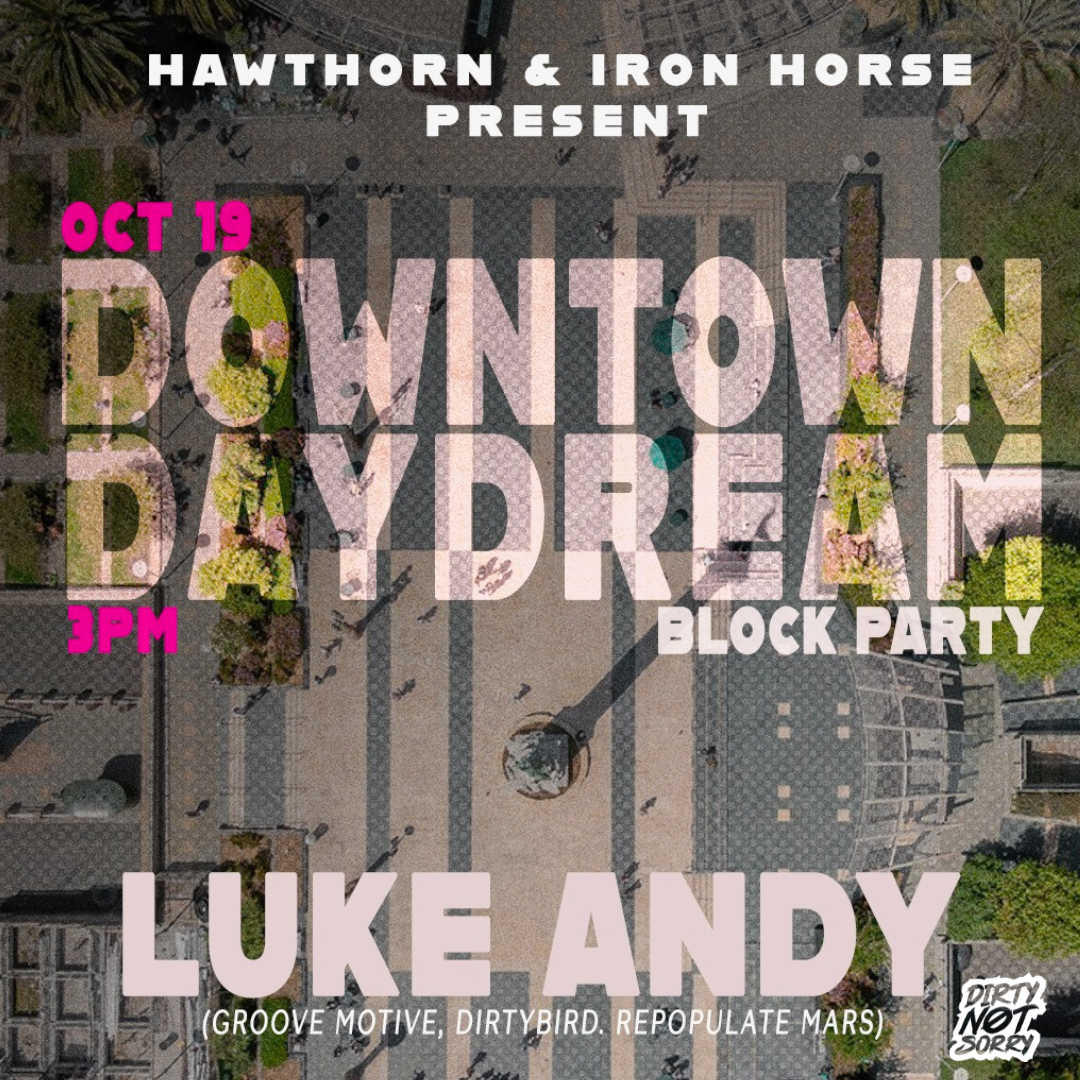 HAWTHORN & IRON HORSE
PRESENT
OCT 19
DOWNTOWN
DAYDREAM
3PM
BLOCK PARTY
LUKE ANDY
(GROOVE MOTIVE, DIRTYBIRD. REPOPULATE MARS)
DIRTY
NØT
SORRY